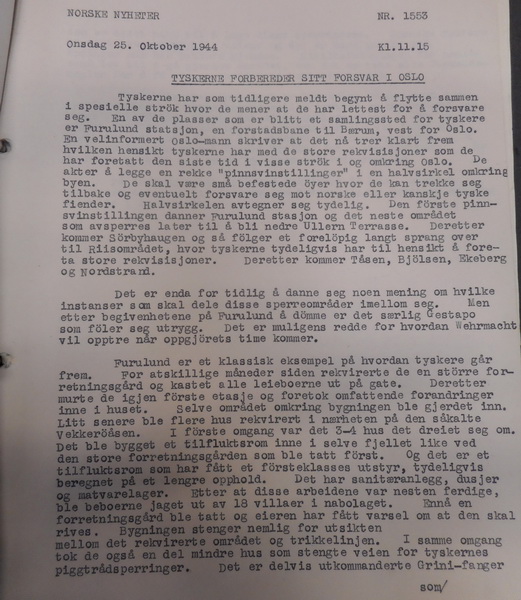 NORSKE NYHETER NR. 1553
Onsdag 25. Oktober 1944 Kl.11.15
TYSKERNE FORBEREDER SITT FORSVAR I OSLO
Tyskerne har som tidligere meldt begynt å flytte sammen
i spesielle strök hvor de mener at de har lettest for å forsvare
seg. En av de plasser som er blitt et samlingssted for tyskere
er Furulund statsjon, en forstadsbane til Bærum, vest for Oslo.
En velinformert Oslo-mann skriver at det nå trer klart frem
hvilken hensikt tyskerne har med de store rekvisisjoner som de
har foretatt den siste tid i visse strök i og omkring Oslo. De
akter å legge en rekke "pinnsvinstillinger" i en halvsirkel omkring
byen. De skal være små befestede öyer hvor de kan trekke seg
tilbake og eventuelt forsvare seg mot norske eller kanskje tyske
fiender. Halvsirkelen avtegner seg tydelig. Den første pinn-
svinstillingen danner Furulund stasjon og det neste området
som avsperres later til å bli nedre Ullern Terrasse. Deretter
kommer Sörbyhaugen og så fölger et forelöpig langt sprang over
til Riisområdet, hvor tyskerne tydeligvis har til hensikt å fore-
ta store rekvisisjoner. Deretter kommer Tåsen, Bjölsen, Ekeberg
og Nordstrand.
Det er enda for tidlig å danne seg noen mening om hvilke
instanser som skal dele disse sperreområder imellom seg. Men
etter begivenhetene på Furulund å dömme er det særlig Gestapo
som föler seg utrygg. Det er muligens redde for hvordan Wehrmacht
vil opptre når oppgjörets time kommer.
Furulund er et klassisk eksempel på hvordan tyskere går
frem. For atskillige måneder siden rekvirerte de en större for-
retningsgård og kastet alle leieboerne ut på gate. Deretter
murte de igjen första etasje og foretok omfattende forandringer
inne i huset. Selve området omkring bygningen ble gjerdet inn.
Litt senere ble flere hus rekvirert i nærheten på den såkalte
Vekkeröåsen. I förste omgang var det 3-4 hus det dreiet seg om.
Det ble bygget et tilfluktsrom inne i selve fjellet like ved
den store forretningsgården som ble tatt först. Og det er et
tilfluktsrom som har fått et försteklasses utstyr, tydeligvis
beregnet på et lengre opphold. Det har sanitæranlegg, dusjer
og matvarelager. Etter at disse arbeidene var nesten ferdige,
ble beboerne jaget ut av 18 villaer i nabolaget. Ennå en
forretningsgård ble tatt og eieren har fått varsel om at den skal
rives. Bygningen stenger nemlig for utsikten
mellom det rekvirerte området og trikkelinjen. I samme omgang
tok de også en del mindre hus som stengte veien for tyskernes
piggtrådsperringer. Det er delvis utkommanderte Grini-fanger
som/